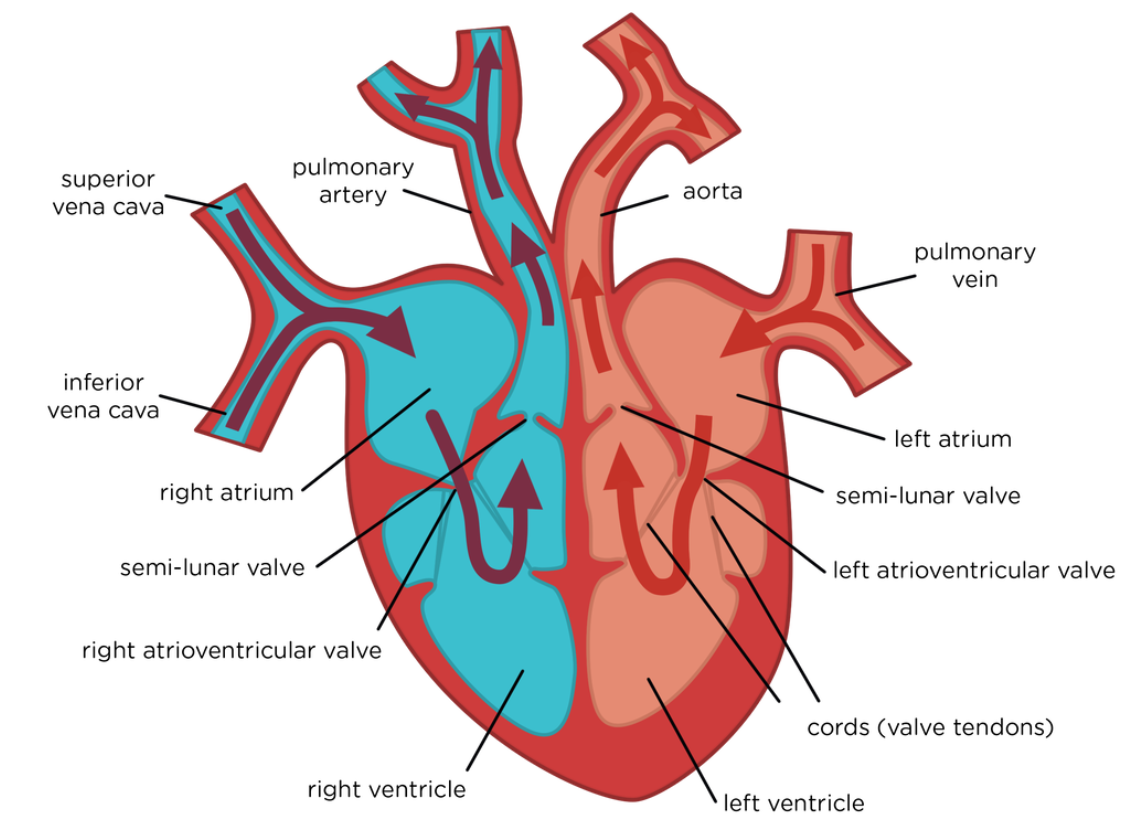 superior
vena cava
pulmonary
artery
aorta
pulmonary
vein
inferior
vena cava
left atrium
right atrium
semi-lunar valve
semi-lunar valve
left atrioventricular valve
right atrioventricular valve
cords (valve tendons)
right ventricle
left ventricle